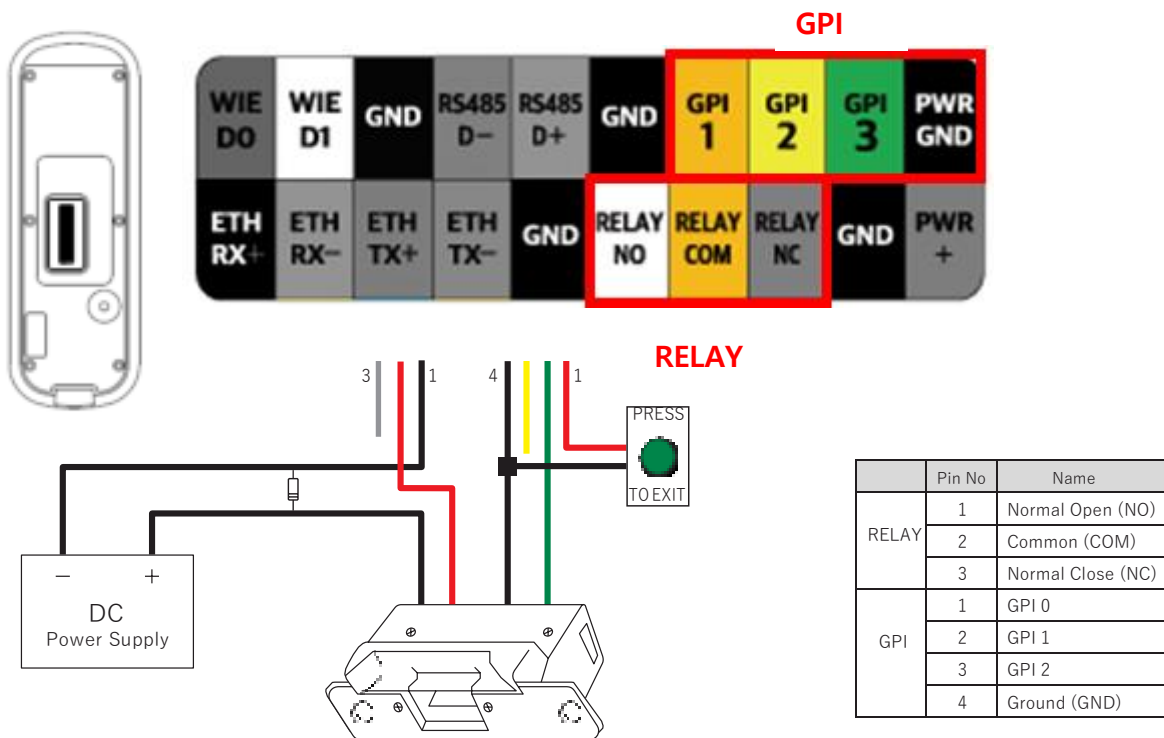 GPI
WIE D0
WIE D1
GND
RS485 D−
RS485 D+
GND
GPI 1
GPI 2
GPI 3
PWR GND
ETH RX+
ETH RX−
ETH TX+
ETH TX−
GND
RELAY NO
RELAY COM
RELAY NC
GND
PWR +
RELAY
3
1
4
1
PRESS
TO EXIT
− +
DC
Power Supply
Pin No Name
RELAY
1 Normal Open (NO)
2 Common (COM)
3 Normal Close (NC)
GPI
1 GPI 0
2 GPI 1
3 GPI 2
4 Ground (GND)